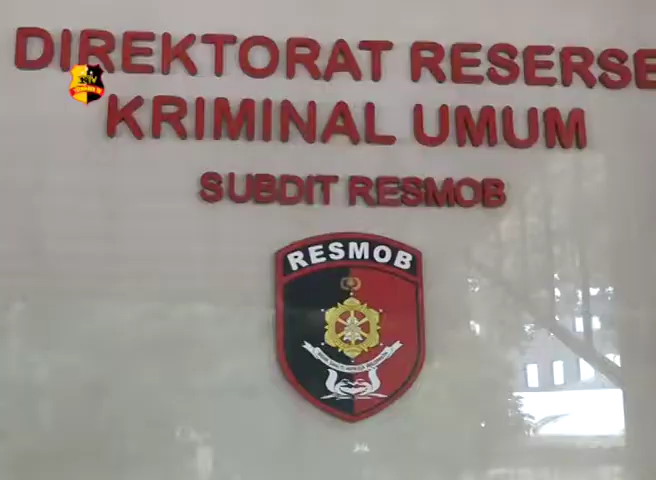 DIREKTORAT RESERSE
KRIMINAL UMUM
SUBDIT RESMOB
RESMOB